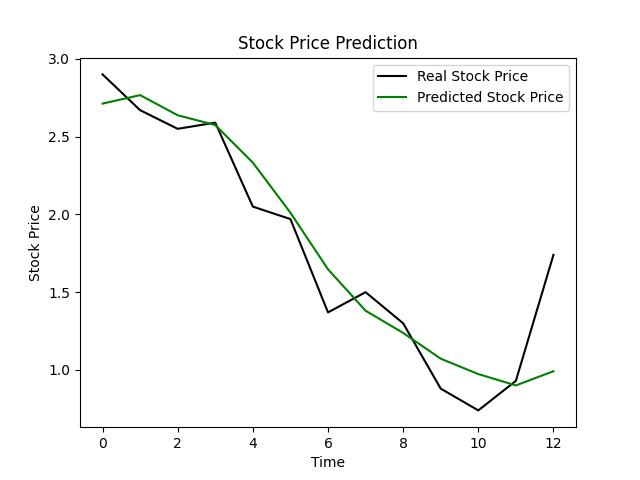 Stock Price Prediction
Real Stock Price
Predicted Stock Price
Stock Price
3.0
2.5
2.0
1.5
1.0
0 2 4 6 8 10 12
Time